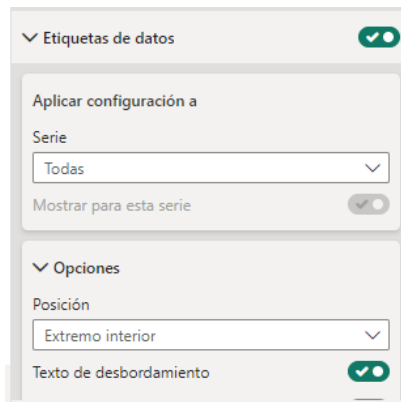 Etiquetas de datos
Aplicar configuración a
Serie
Todas
Mostrar para esta serie
Opciones
Posición
Extremo interior
Texto de desbordamiento